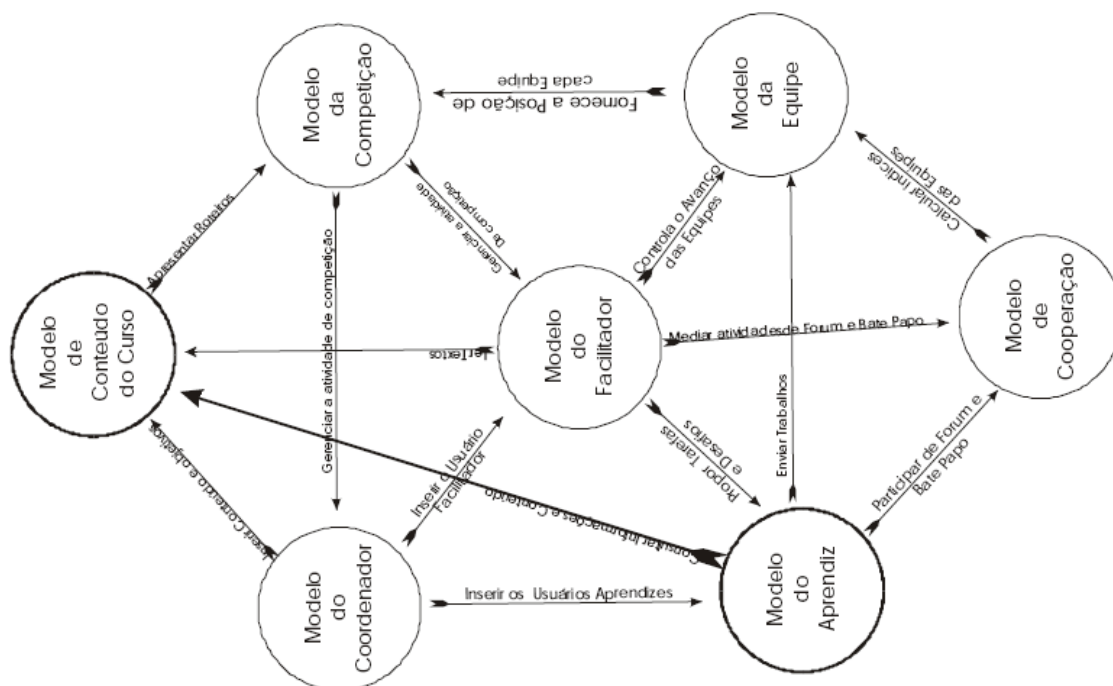 Modelo
da
Competição
Modelo
da
Equipe
Fornece a Posição de
cada Equipe
Apresentar Roteiros
Gerenciar a atividade
De competição
Controla o Avanço
das Equipes
Calcular Indices
das Equipes
Modelo
de
Conteúdo
do Curso
Ler Textos
Gerenciar a atividade de competição
Modelo
do
Facilitador
Mediar atividades de Forum e Bate Papo
Modelo
de
Cooperação
Inserir Conteúdo e objetivos
Inserir o Usuário
Facilitador
Consultar Informações e Conteúdo
Propor Tarefas
e Desafios
Enviar Trabalhos
Participar de Forum e
Bate Papo
Modelo
do
Coordenador
Inserir os Usuários Aprendizes
Modelo
do
Aprendiz